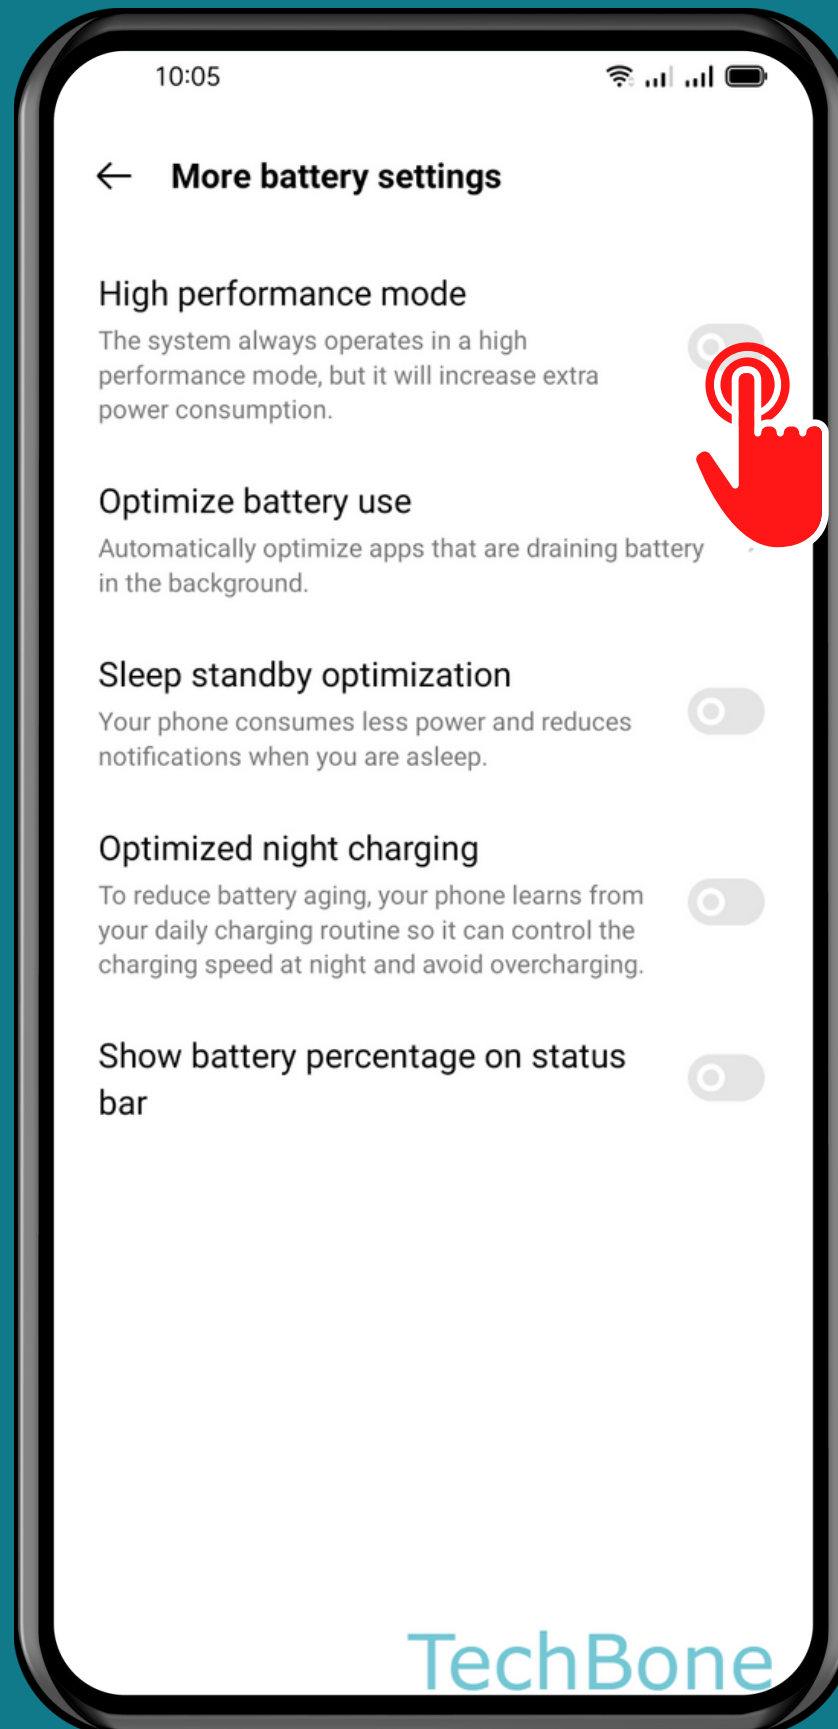 10:05
More battery settings
High performance mode
The system always operates in a high
performance mode, but it will increase extra
power consumption.
Optimize battery use
Automatically optimize apps that are draining battery
in the background.
Sleep standby optimization
Your phone consumes less power and reduces
notifications when you are asleep.
Optimized night charging
To reduce battery aging, your phone learns from
your daily charging routine so it can control the
charging speed at night and avoid overcharging.
Show battery percentage on status
bar
TechBone